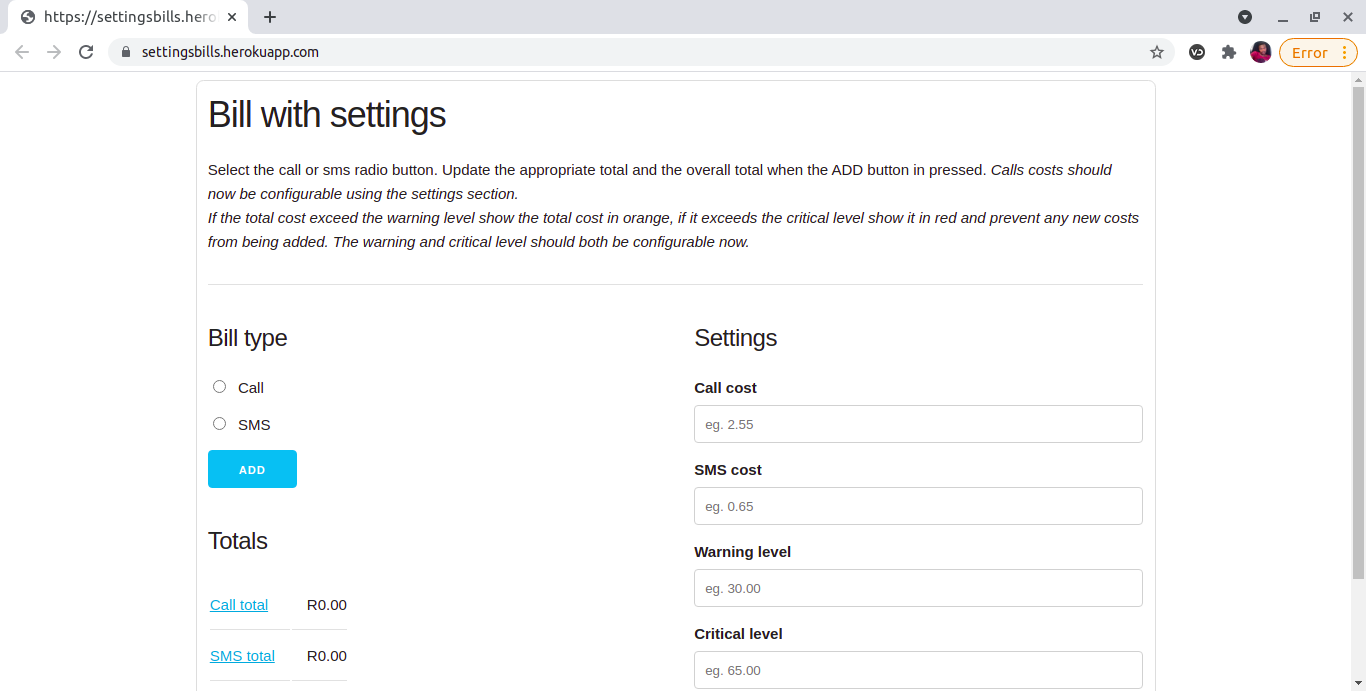 https://settingsbills.hero
settingsbills.herokuapp.com
Error
Bill with settings
Select the call or sms radio button. Update the appropriate total and the overall total when the ADD button in pressed. Calls costs should
now be configurable using the settings section.
If the total cost exceed the warning level show the total cost in orange, if it exceeds the critical level show it in red and prevent any new costs
from being added. The warning and critical level should both be configurable now.
Bill type
Call
SMS
ADD
Totals
Call total R0.00
SMS total R0.00
Settings
Call cost
eg. 2.55
SMS cost
eg. 0.65
Warning level
eg. 30.00
Critical level
eg. 65.00